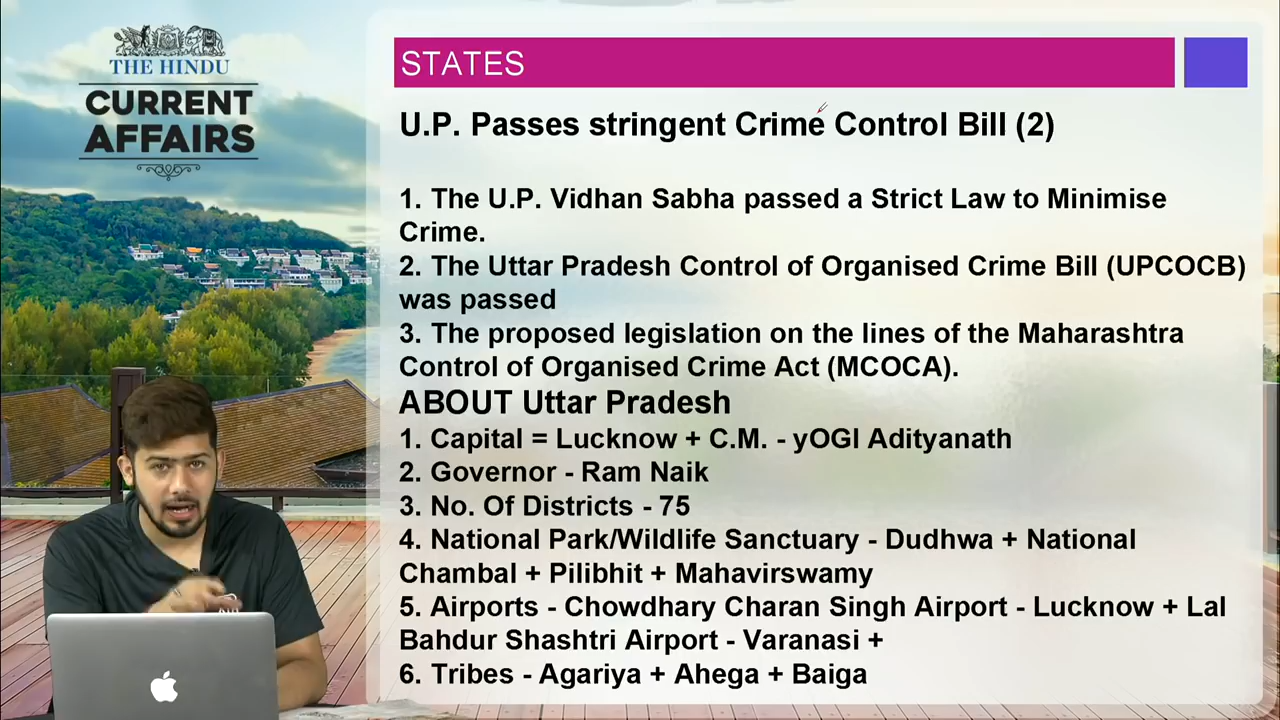 THE HINDU
CURRENT
AFFAIRS
STATES
U.P. Passes stringent Crime Control Bill (2)
1. The U.P. Vidhan Sabha passed a Strict Law to Minimise
Crime.
2. The Uttar Pradesh Control of Organised Crime Bill (UPCOCB)
was passed
3. The proposed legislation on the lines of the Maharashtra
Control of Organised Crime Act (MCOCA).
ABOUT Uttar Pradesh
1. Capital = Lucknow + C.M. - yOGI Adityanath
2. Governor - Ram Naik
3. No. Of Districts - 75
4. National Park/Wildlife Sanctuary - Dudhwa + National
Chambal + Pilibhit + Mahavirswamy
5. Airports - Chowdhary Charan Singh Airport - Lucknow + Lal
Bahdur Shashtri Airport - Varanasi +
6. Tribes - Agariya + Ahega + Baiga